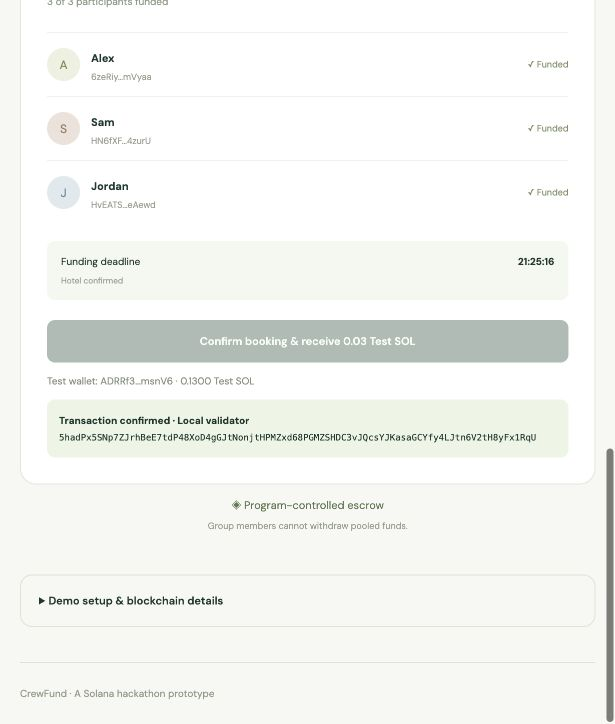 3 of 3 participants funded
A
Alex
6zeRiy...mVyaa
✓ Funded
S
Sam
HN6fXF...4zurU
✓ Funded
J
Jordan
HvEATS...eAewd
✓ Funded
Funding deadline
21:25:16
Hotel confirmed
Confirm booking & receive 0.03 Test SOL
Test wallet: ADRRf3...msnV6 · 0.1300 Test SOL
Transaction confirmed · Local validator
5hadPx5SNp7ZJrhBeE7tdP48XoD4gGJtNonjtHPMZxd68PGMZSHDC3vJQcsYJKasaGCYfy4LJtn6V2tH8yFx1RqU
◈ Program-controlled escrow
Group members cannot withdraw pooled funds.
▶ Demo setup & blockchain details
CrewFund · A Solana hackathon prototype